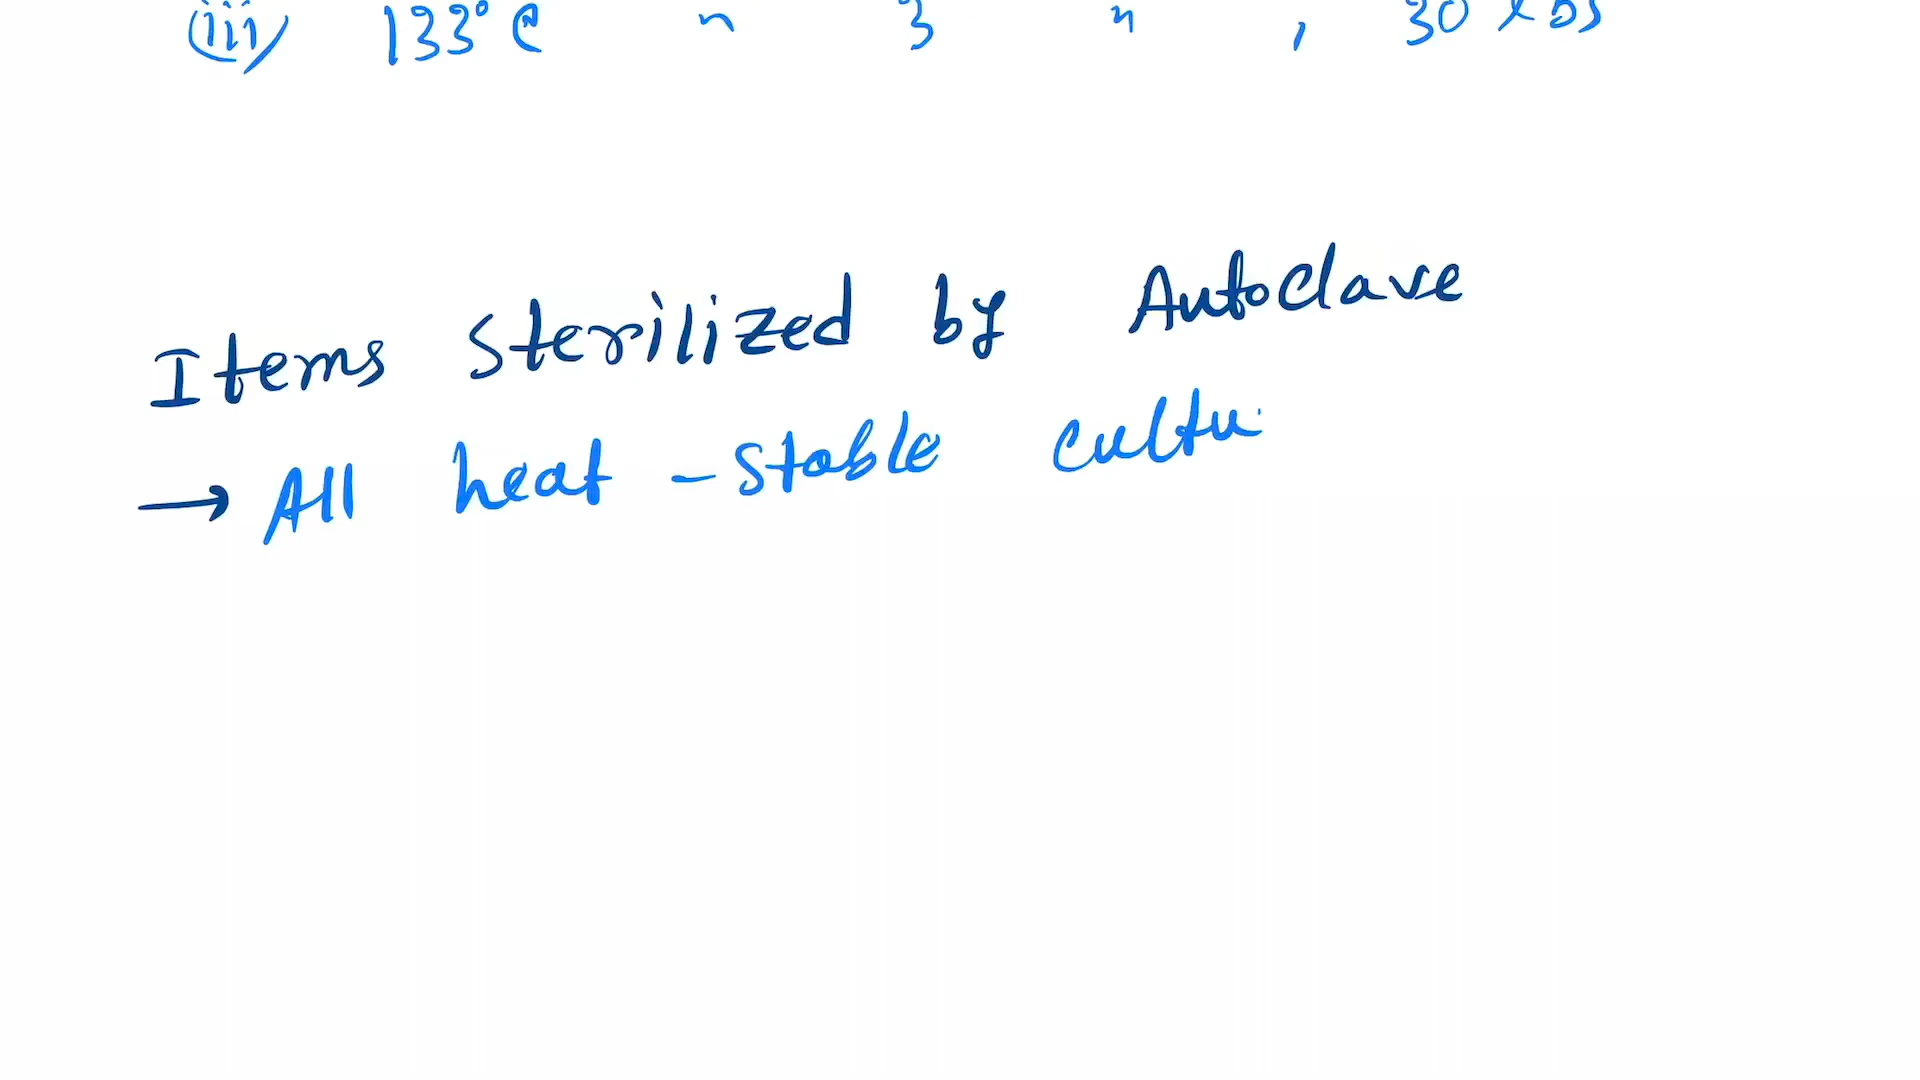 (iii) 133°C " 3 " , 30 lbs
Items sterilized by Autoclave
→ All heat - stable cultu